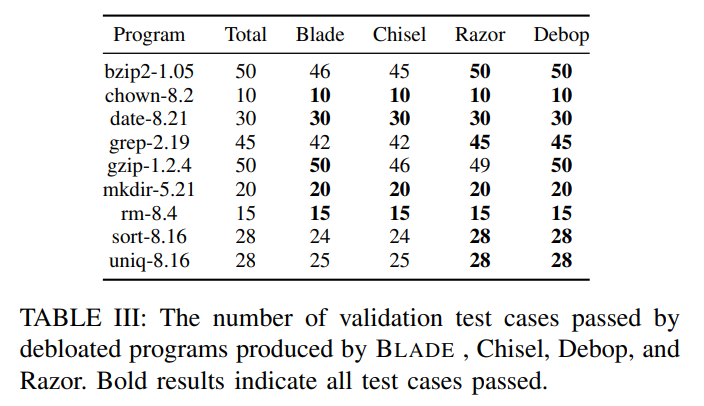 Program Total Blade Chisel Razor Debop
bzip2-1.05 50 46 45 50 50
chown-8.2 10 10 10 10 10
date-8.21 30 30 30 30 30
grep-2.19 45 42 42 45 45
gzip-1.2.4 50 50 46 49 50
mkdir-5.21 20 20 20 20 20
rm-8.4 15 15 15 15 15
sort-8.16 28 24 24 28 28
uniq-8.16 28 25 25 28 28
TABLE III: The number of validation test cases passed by
debloated programs produced by BLADE , Chisel, Debop, and
Razor. Bold results indicate all test cases passed.